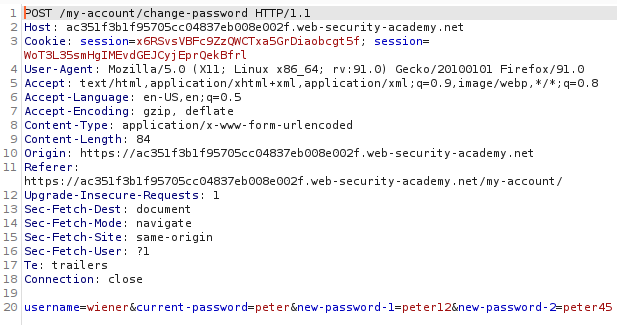 1 POST /my-account/change-password HTTP/1.1
2 Host: ac351f3b1f95705cc04837eb008e002f.web-security-academy.net
3 Cookie: session=x6RSvsVBFc9ZzQWCTxa5GrDiaobcgt5f; session=
WoT3L35smHgIMEvdGEJCyjEprQekBfrl
4 User-Agent: Mozilla/5.0 (X11; Linux x86_64; rv:91.0) Gecko/20100101 Firefox/91.0
5 Accept: text/html,application/xhtml+xml,application/xml;q=0.9,image/webp,*/*;q=0.8
6 Accept-Language: en-US,en;q=0.5
7 Accept-Encoding: gzip, deflate
8 Content-Type: application/x-www-form-urlencoded
9 Content-Length: 84
10 Origin: https://ac351f3b1f95705cc04837eb008e002f.web-security-academy.net
11 Referer:
https://ac351f3b1f95705cc04837eb008e002f.web-security-academy.net/my-account/
12 Upgrade-Insecure-Requests: 1
13 Sec-Fetch-Dest: document
14 Sec-Fetch-Mode: navigate
15 Sec-Fetch-Site: same-origin
16 Sec-Fetch-User: ?1
17 Te: trailers
18 Connection: close
19
20 username=wiener&current-password=peter&new-password-1=peter12&new-password-2=peter45